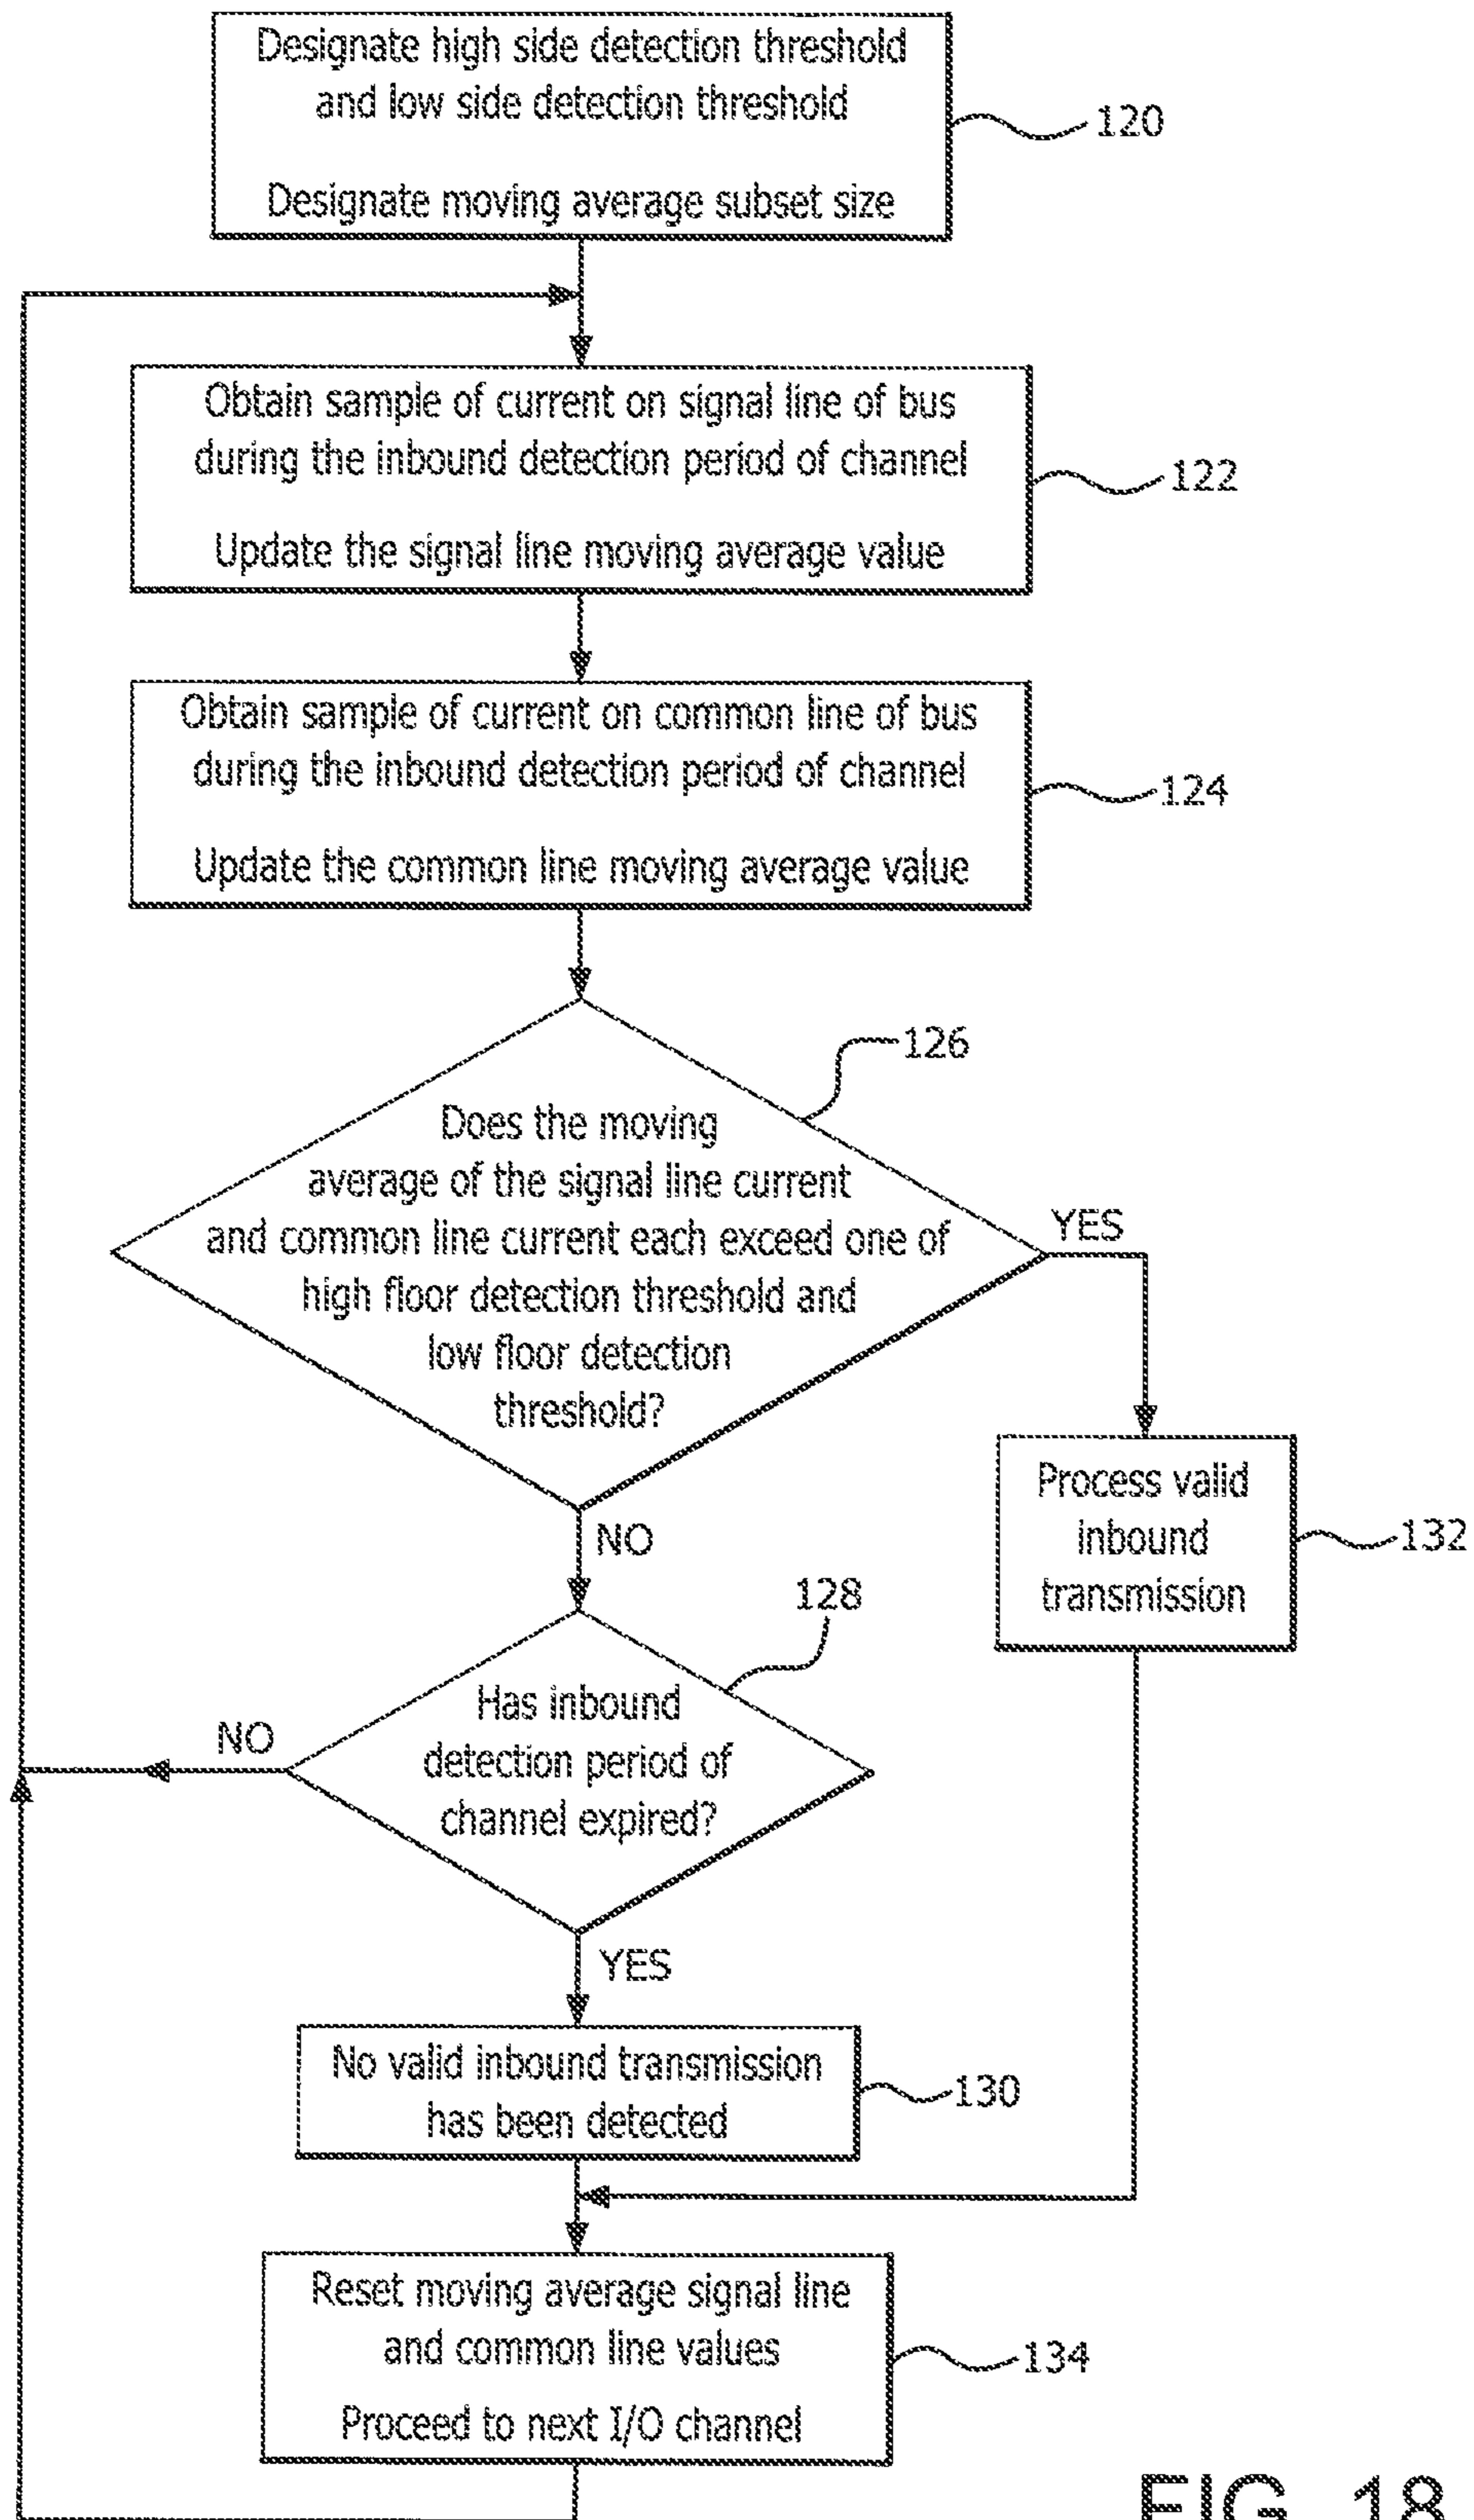 Designate high side detection threshold
and low side detection threshold
Designate moving average subset size
120
Obtain sample of current on signal line of bus
during the inbound detection period of channel
Update the signal line moving average value
122
Obtain sample of current on common line of bus
during the inbound detection period of channel
Update the common line moving average value
124
126
Does the moving
average of the signal line current
and common line current each exceed one of
high floor detection threshold and
low floor detection
threshold?
YES
NO
Process valid
inbound
transmission
132
128
Has inbound
detection period of
channel expired?
NO
YES
No valid inbound transmission
has been detected
130
Reset moving average signal line
and common line values
Proceed to next I/O channel
134
FIG. 18